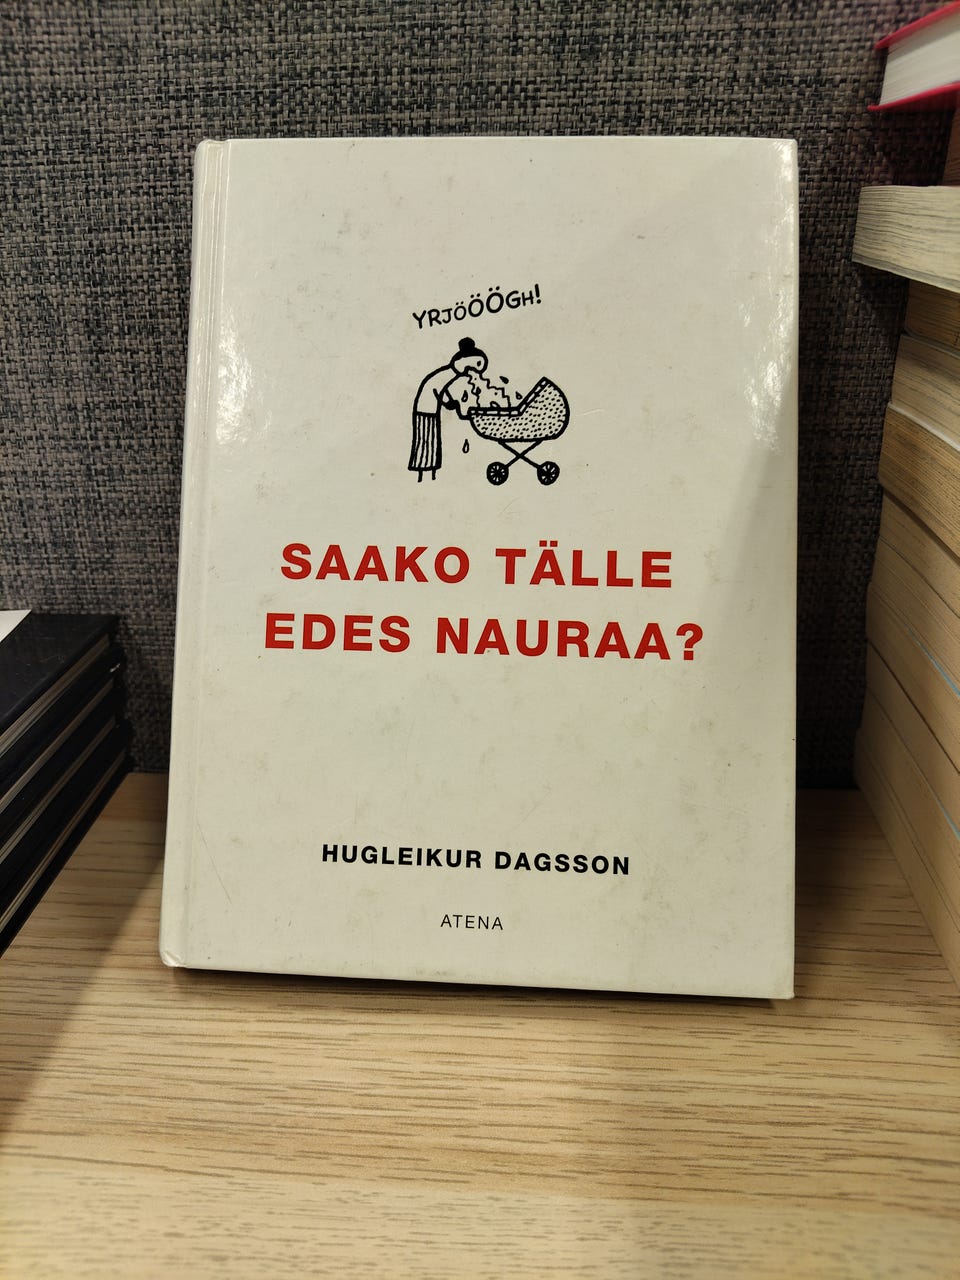 YRJÖÖÖGH!
SAAKO TÄLLE
EDES NAURAA?
HUGLEIKUR DAGSSON
ATENA